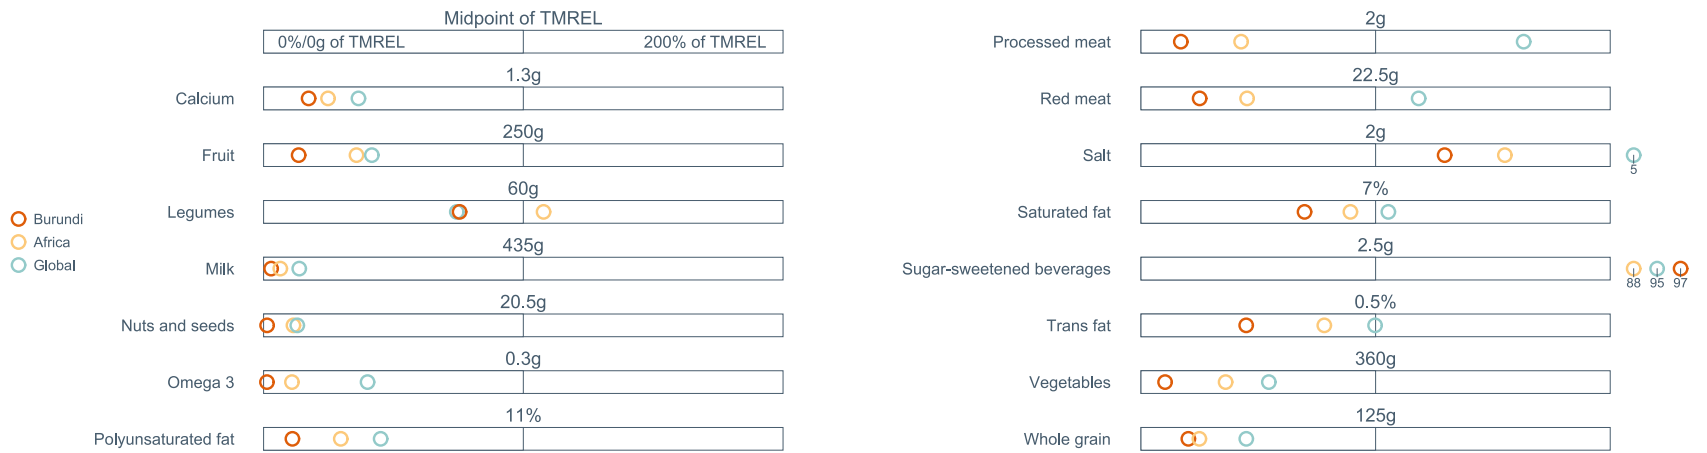 Midpoint of TMREL
0%/0g of TMREL
200% of TMREL
1.3g
Calcium
250g
Fruit
60g
Legumes
435g
Milk
20.5g
Nuts and seeds
0.3g
Omega 3
11%
Polyunsaturated fat
Burundi
Africa
Global
2g
Processed meat
22.5g
Red meat
2g
Salt
5
7%
Saturated fat
2.5g
Sugar-sweetened beverages
88 95 97
0.5%
Trans fat
360g
Vegetables
125g
Whole grain